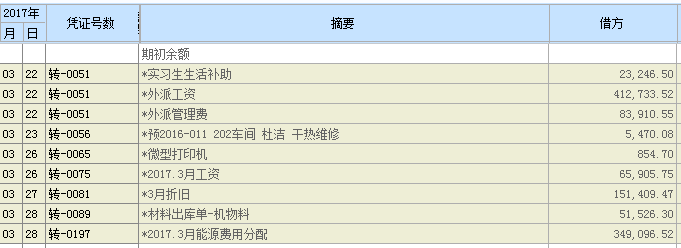 2017年 凭证号数 摘要 借方
月 日
期初余额
03 22 转-0051 *实习生生活补助 23,246.50
03 22 转-0051 *外派工资 412,733.52
03 22 转-0051 *外派管理费 83,910.55
03 23 转-0056 *预2016-011 202车间 杜洁 干热维修 5,470.08
03 26 转-0065 *微型打印机 854.70
03 26 转-0075 *2017.3月工资 65,905.75
03 27 转-0081 *3月折旧 151,409.47
03 28 转-0089 *材料出库单-机物料 51,526.30
03 28 转-0197 *2017.3月能源费用分配 349,096.52